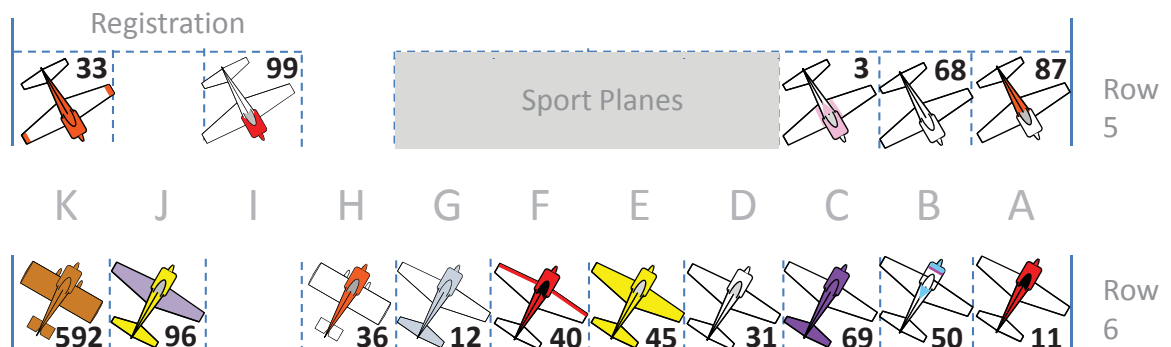 Registration
33 99 3 68 87
Sport Planes
Row
5
K J I H G F E D C B A
592 96 36 12 40 45 31 69 50 11
Row
6